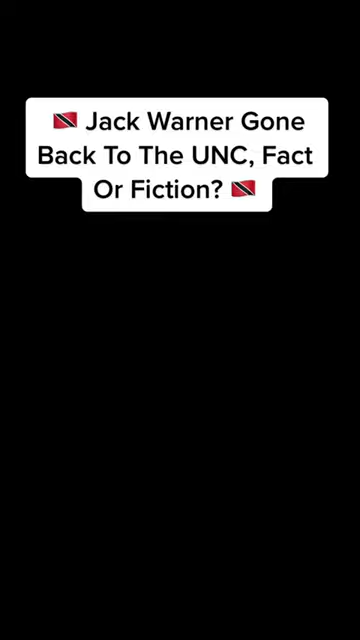 🇹🇹 Jack Warner Gone
Back To The UNC, Fact
Or Fiction? 🇹🇹